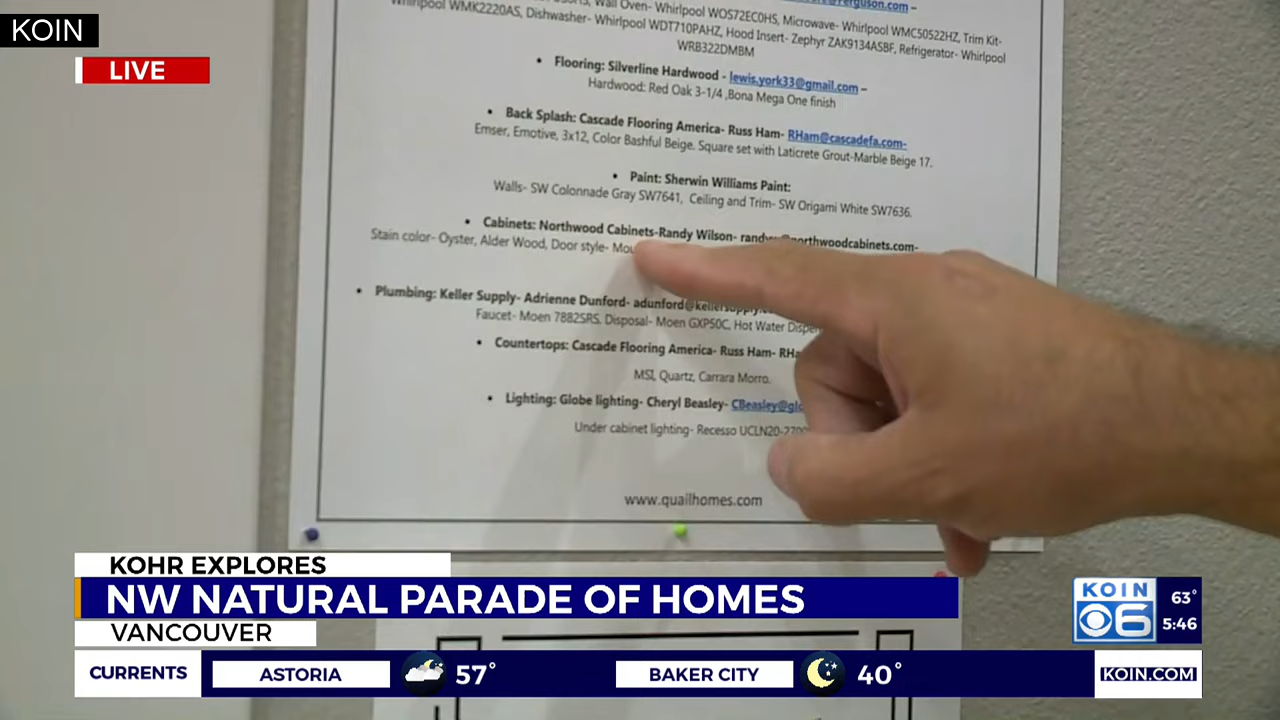 KOIN
LIVE
Wall Oven- Whirlpool WOS72EC0HS, Microwave- Whirlpool WMC50522HZ, Trim Kit-
Whirlpool WMK2220AS, Dishwasher- Whirlpool WDT710PAHZ, Hood Insert- Zephyr ZAK9134ASBF, Refrigerator- Whirlpool
WRB322DMBM
• Flooring: Silverline Hardwood - lewis.york33@gmail.com –
Hardwood: Red Oak 3-1/4 ,Bona Mega One finish
• Back Splash: Cascade Flooring America- Russ Ham- RHam@cascadefa.com-
Emser, Emotive, 3x12, Color Bashful Beige. Square set with Laticrete Grout-Marble Beige 17.
• Paint: Sherwin Williams Paint:
Walls- SW Colonnade Gray SW7641, Ceiling and Trim- SW Origami White SW7636.
• Cabinets: Northwood Cabinets-Randy Wilson-
Stain color- Oyster, Alder Wood, Door style-
• Plumbing: Keller Supply- Adrienne Dunford-
Faucet- Moen 7882SRS. Disposal- Moen GXP50C, Hot Water
• Countertops: Cascade Flooring America- Russ Ham-
MSI, Quartz, Carrara Morro.
• Lighting: Globe lighting- Cheryl Beasley-
Under cabinet lighting- Recesso
www.quailhomes.com
KOHR EXPLORES
NW NATURAL PARADE OF HOMES
VANCOUVER
KOIN 6
63°
5:46
CURRENTS
ASTORIA 57°
BAKER CITY 40°
KOIN.COM